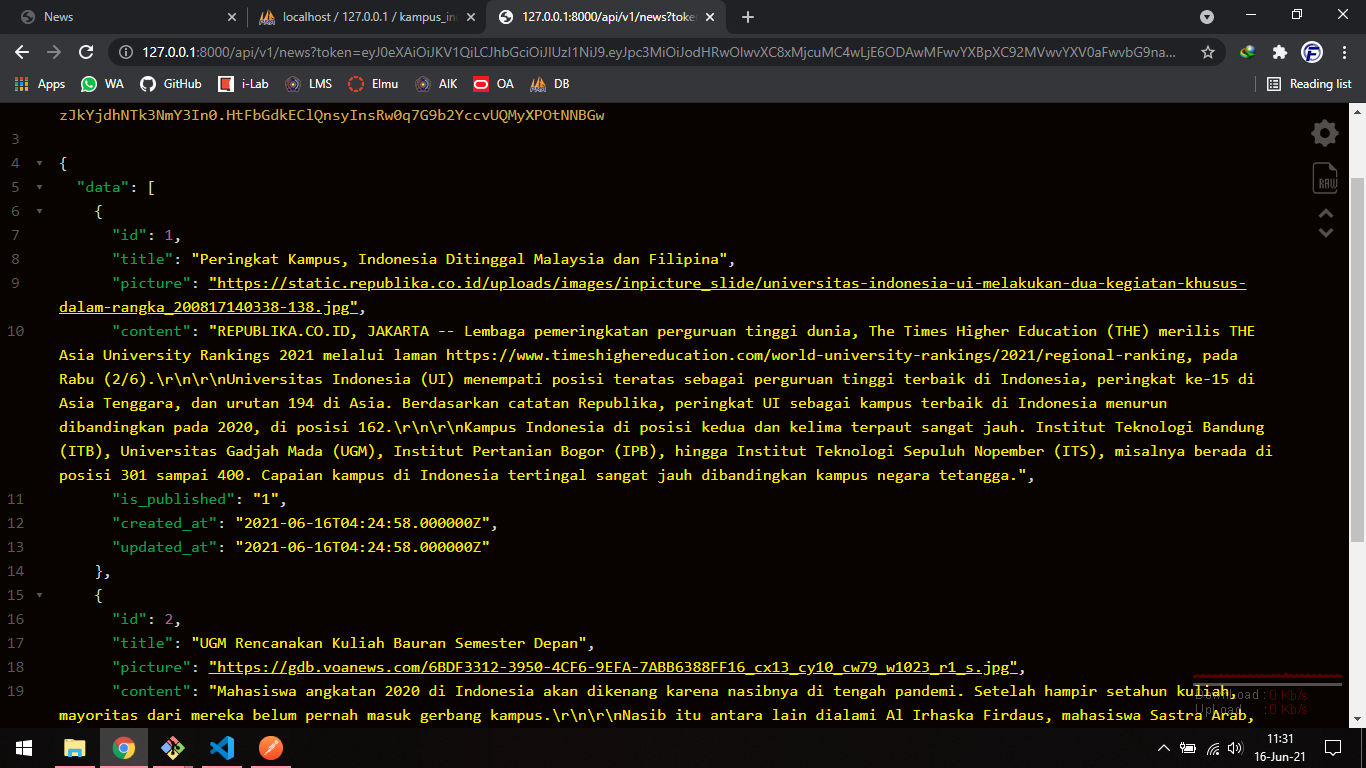 News
localhost / 127.0.0.1 / kampus_in
127.0.0.1:8000/api/v1/news?toke
127.0.0.1:8000/api/v1/news?token=eyJ0eXAiOiJKV1QiLCJhbGciOiJIUzI1NiJ9.eyJpc3MiOiJodHRwOlwvXC8xMjcuMC4wLjE6ODAwMFwvYXBpXC92MVwvYXV0aFwvbG9na...
Apps WA GitHub i-Lab LMS Elmu AIK OA DB Reading list
zJkYjdhNTk3NmY3In0.HtFbGdkEClQnsyInsRw0q7G9b2YccvUQMyXPOtNNBGw
3
4 {
5 "data": [
6 {
7 "id": 1,
8 "title": "Peringkat Kampus, Indonesia Ditinggal Malaysia dan Filipina",
9 "picture": "https://static.republika.co.id/uploads/images/inpicture_slide/universitas-indonesia-ui-melakukan-dua-kegiatan-khusus-
dalam-rangka_200817140338-138.jpg",
10 "content": "REPUBLIKA.CO.ID, JAKARTA -- Lembaga pemeringkatan perguruan tinggi dunia, The Times Higher Education (THE) merilis THE
Asia University Rankings 2021 melalui laman https://www.timeshighereducation.com/world-university-rankings/2021/regional-ranking, pada
Rabu (2/6).\r\n\r\nUniversitas Indonesia (UI) menempati posisi teratas sebagai perguruan tinggi terbaik di Indonesia, peringkat ke-15 di
Asia Tenggara, dan urutan 194 di Asia. Berdasarkan catatan Republika, peringkat UI sebagai kampus terbaik di Indonesia menurun
dibandingkan pada 2020, di posisi 162.\r\n\r\nKampus Indonesia di posisi kedua dan kelima terpaut sangat jauh. Institut Teknologi Bandung
(ITB), Universitas Gadjah Mada (UGM), Institut Pertanian Bogor (IPB), hingga Institut Teknologi Sepuluh Nopember (ITS), misalnya berada di
posisi 301 sampai 400. Capaian kampus di Indonesia tertingal sangat jauh dibandingkan kampus negara tetangga.",
11 "is_published": "1",
12 "created_at": "2021-06-16T04:24:58.000000Z",
13 "updated_at": "2021-06-16T04:24:58.000000Z"
14 },
15 {
16 "id": 2,
17 "title": "UGM Rencanakan Kuliah Bauran Semester Depan",
18 "picture": "https://gdb.voanews.com/6BDF3312-3950-4CF6-9EFA-7ABB6388FF16_cx13_cy10_cw79_w1023_r1_s.jpg",
19 "content": "Mahasiswa angkatan 2020 di Indonesia akan dikenang karena nasibnya di tengah pandemi. Setelah hampir setahun kuliah,
mayoritas dari mereka belum pernah masuk gerbang kampus.\r\n\r\nNasib itu antara lain dialami Al Irhaska Firdaus, mahasiswa Sastra Arab,
RAW
Download: 0 Kb/s
Upload :0 Kb/s
11:31
16-Jun-21